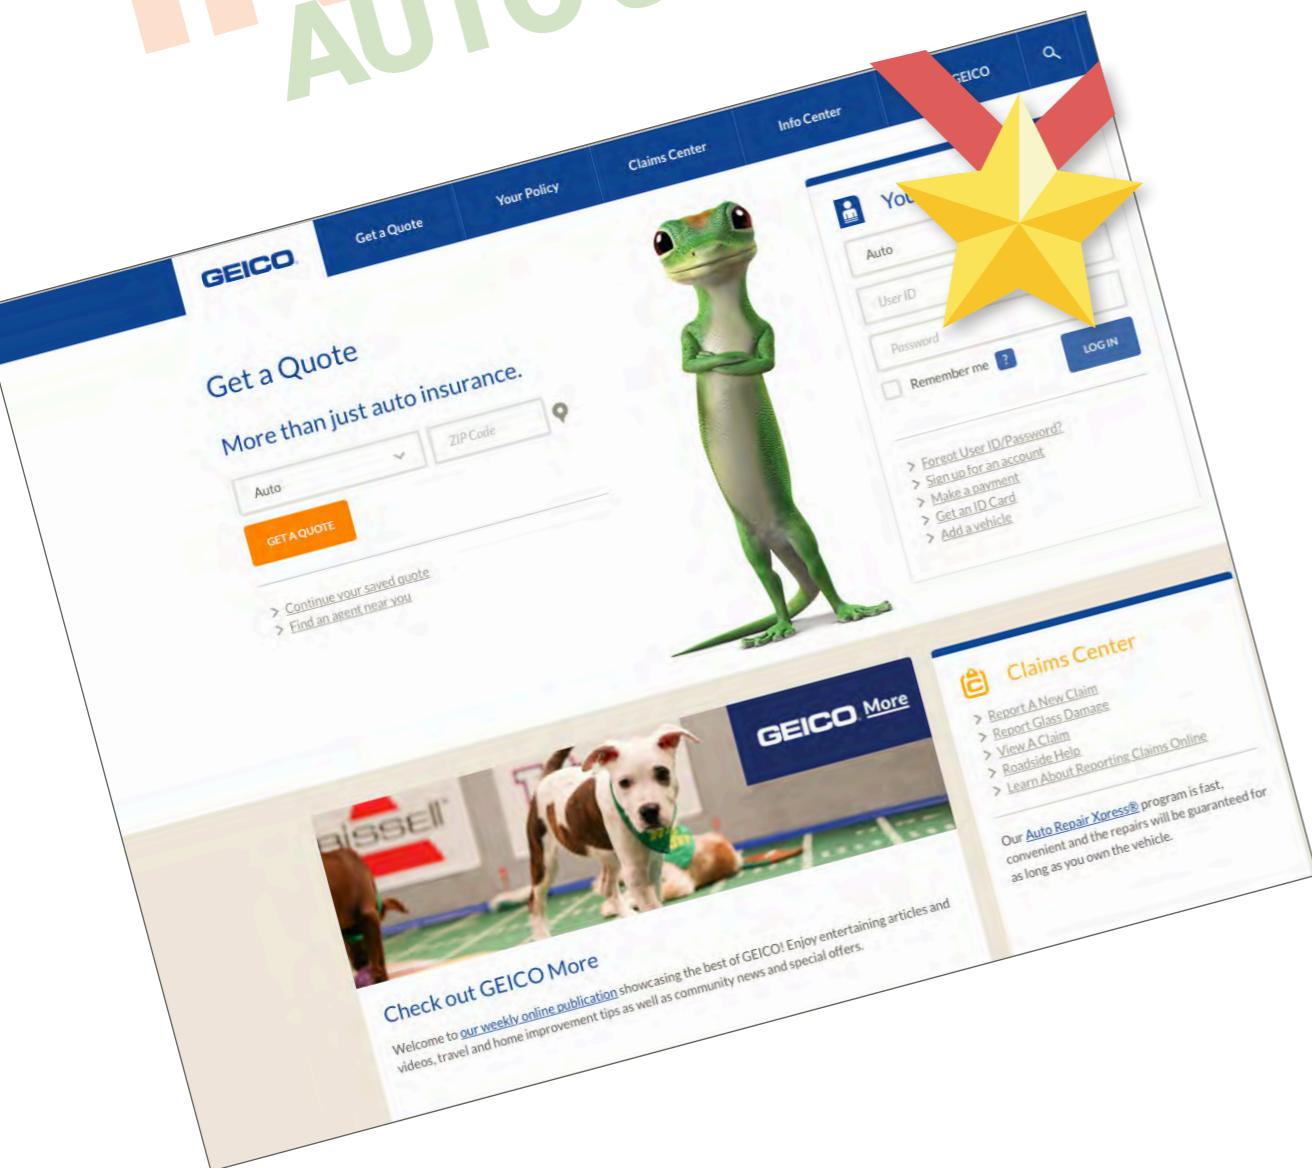 AUTO
GEICO
Get a Quote
Your Policy
Claims Center
Info Center
GEICO
Get a Quote
More than just auto insurance.
Auto
ZIP Code
GET A QUOTE
> Continue your saved quote
> Find an agent near you
Auto
User ID
Password
Remember me ?
LOG IN
> Forgot User ID/Password?
> Sign up for an account
> Make a payment
> Get an ID Card
> Add a vehicle
GEICO More
Check out GEICO More
Welcome to our weekly online publication showcasing the best of GEICO! Enjoy entertaining articles and
videos, travel and home improvement tips as well as community news and special offers.
Claims Center
> Report A New Claim
> Report Glass Damage
> View A Claim
> Roadside Help
> Learn About Reporting Claims Online
Our Auto Repair Xpress® program is fast,
convenient and the repairs will be guaranteed for
as long as you own the vehicle.